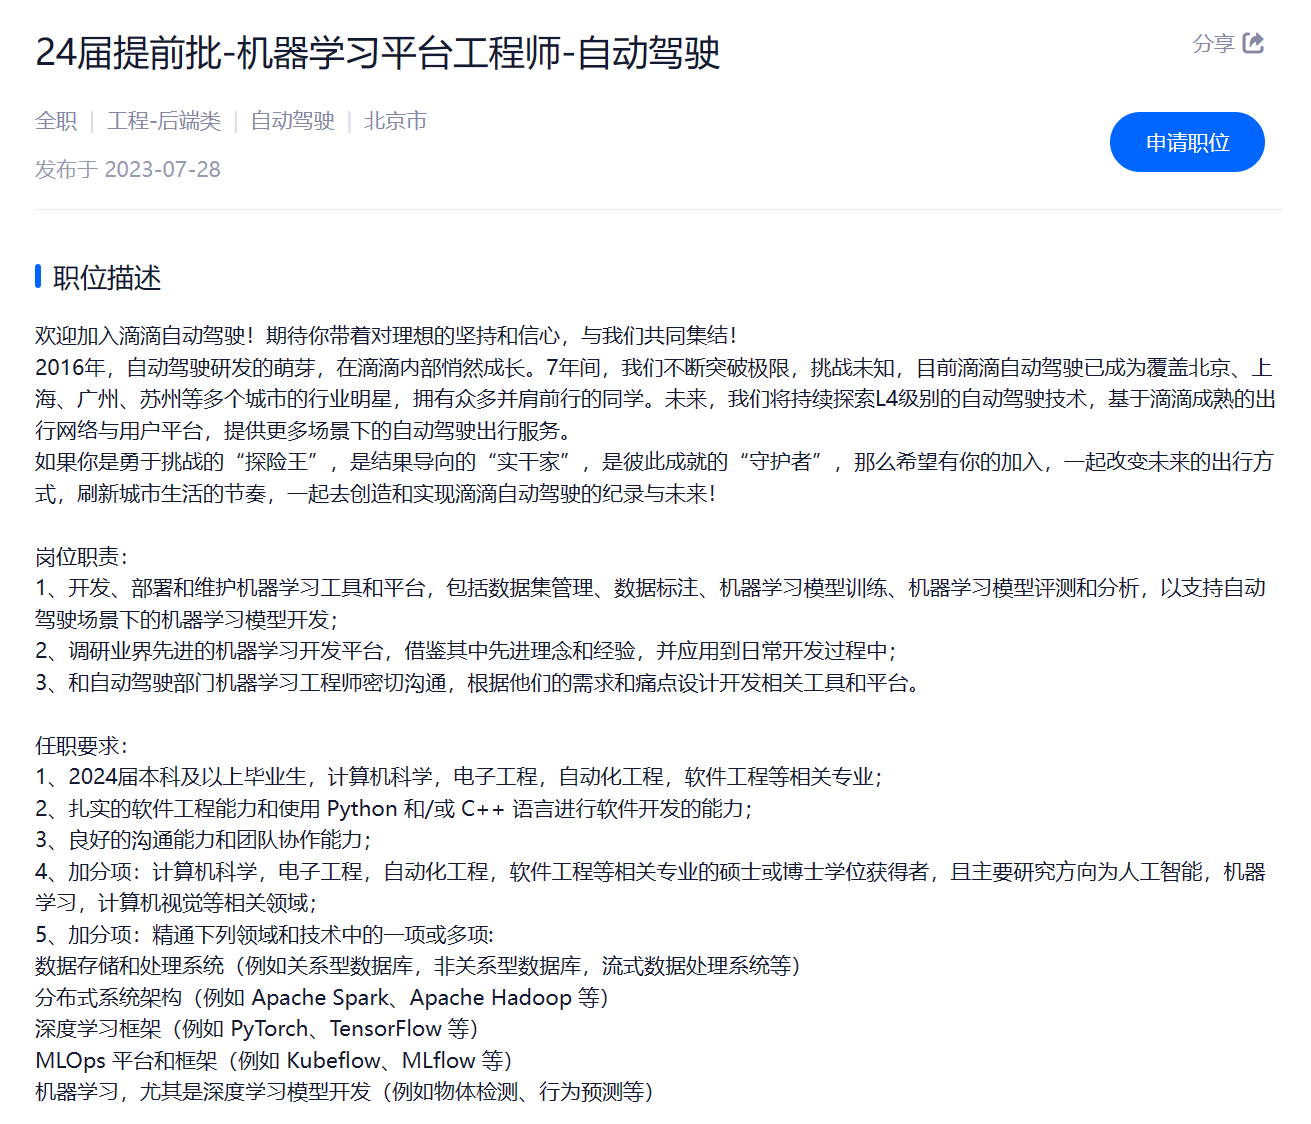 24届提前批-机器学习平台工程师-自动驾驶
分享
全职 | 工程-后端类 | 自动驾驶 | 北京市
申请职位
发布于 2023-07-28
职位描述
欢迎加入滴滴自动驾驶！期待你带着对理想的坚持和信心，与我们共同集结！
2016年，自动驾驶研发的萌芽，在滴滴内部悄然成长。7年间，我们不断突破极限，挑战未知，目前滴滴自动驾驶已成为覆盖北京、上
海、广州、苏州等多个城市的行业明星，拥有众多并肩前行的同学。未来，我们将持续探索L4级别的自动驾驶技术，基于滴滴成熟的出
行网络与用户平台，提供更多场景下的自动驾驶出行服务。
如果你是勇于挑战的“探险王”，是结果导向的“实干家”，是彼此成就的“守护者”，那么希望有你的加入，一起改变未来的出行方
式，刷新城市生活的节奏，一起去创造和实现滴滴自动驾驶的纪录与未来！
岗位职责：
1、开发、部署和维护机器学习工具和平台，包括数据集管理、数据标注、机器学习模型训练、机器学习模型评测和分析，以支持自动
驾驶场景下的机器学习模型开发；
2、调研业界先进的机器学习开发平台，借鉴其中先进理念和经验，并应用到日常开发过程中；
3、和自动驾驶部门机器学习工程师密切沟通，根据他们的需求和痛点设计开发相关工具和平台。
任职要求：
1、2024届本科及以上毕业生，计算机科学，电子工程，自动化工程，软件工程等相关专业；
2、扎实的软件工程能力和使用 Python 和/或 C++ 语言进行软件开发的能力；
3、良好的沟通能力和团队协作能力；
4、加分项：计算机科学，电子工程，自动化工程，软件工程等相关专业的硕士或博士学位获得者，且主要研究方向为人工智能，机器
学习，计算机视觉等相关领域；
5、加分项：精通下列领域和技术中的一项或多项:
数据存储和处理系统（例如关系型数据库，非关系型数据库，流式数据处理系统等）
分布式系统架构（例如 Apache Spark、Apache Hadoop 等）
深度学习框架（例如 PyTorch、TensorFlow 等）
MLOps 平台和框架（例如 Kubeflow、MLflow 等）
机器学习，尤其是深度学习模型开发（例如物体检测、行为预测等）